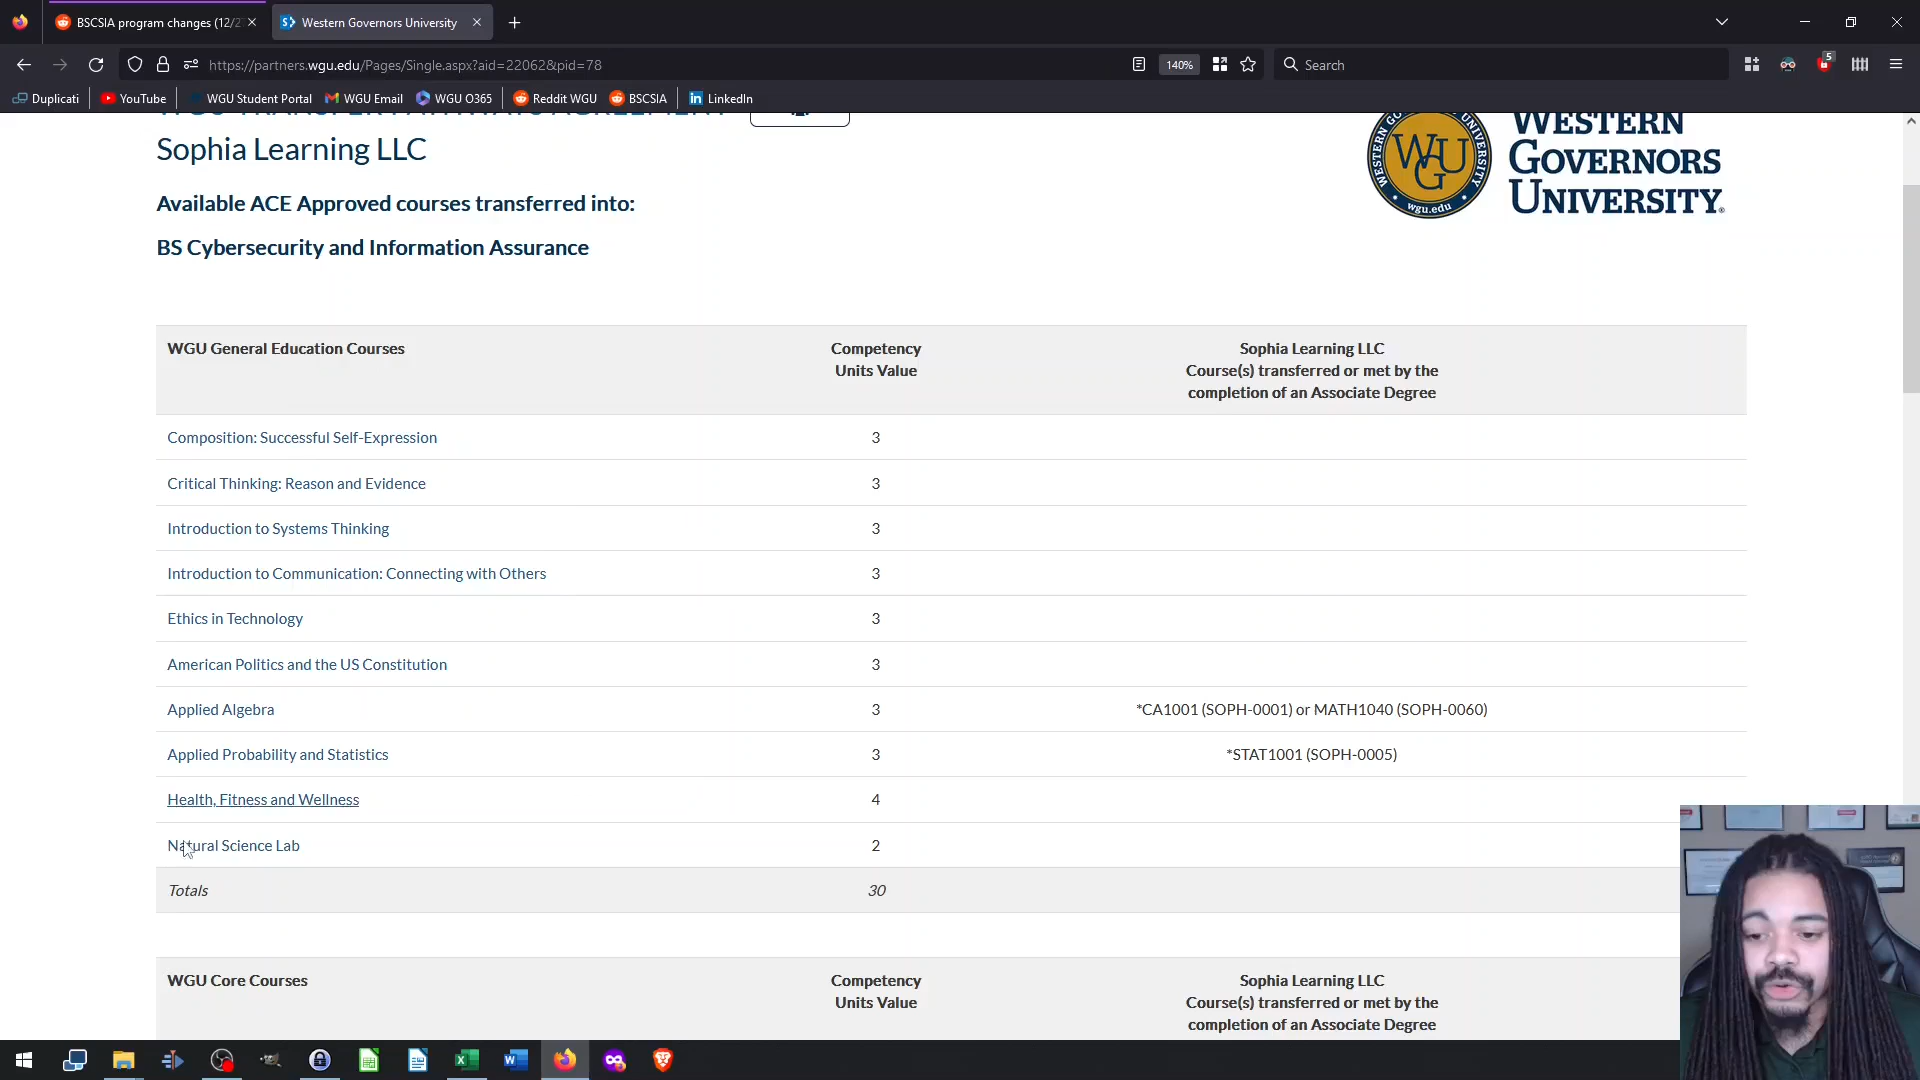 BSCSIA program changes (12/2
Western Governors University
https://partners.wgu.edu/Pages/Single.aspx?aid=22062&pid=78
140%
Search
5
Duplicati
YouTube
WGU Student Portal
WGU Email
WGU O365
Reddit WGU
BSCSIA
LinkedIn
WGU TRANSFER PATHWAYS AGREEMENT
Sophia Learning LLC
WGU
wgu.edu
WESTERN
GOVERNORS
UNIVERSITY
Available ACE Approved courses transferred into:
BS Cybersecurity and Information Assurance
WGU General Education Courses
Competency
Units Value
Sophia Learning LLC
Course(s) transferred or met by the
completion of an Associate Degree
Composition: Successful Self-Expression 3
Critical Thinking: Reason and Evidence 3
Introduction to Systems Thinking 3
Introduction to Communication: Connecting with Others 3
Ethics in Technology 3
American Politics and the US Constitution 3
Applied Algebra 3 *CA1001 (SOPH-0001) or MATH1040 (SOPH-0060)
Applied Probability and Statistics 3 *STAT1001 (SOPH-0005)
Health, Fitness and Wellness 4
Natural Science Lab 2
Totals 30
WGU Core Courses
Competency
Units Value
Sophia Learning LLC
Course(s) transferred or met by the
completion of an Associate Degree